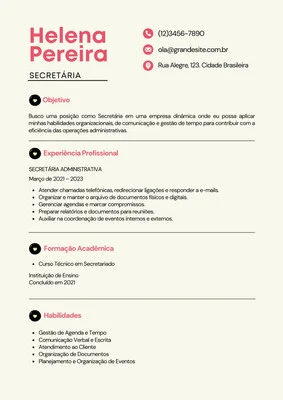 Helena
Pereira
SECRETÁRIA
(12)3456-7890
ola@grandesite.com.br
Rua Alegre, 123. Cidade Brasileira
Objetivo
Busco uma posição como Secretária em uma empresa dinâmica onde eu possa aplicar
minhas habilidades organizacionais, de comunicação e gestão de tempo para contribuir com a
eficiência das operações administrativas.
Experiência Profissional
SECRETÁRIA ADMINISTRATIVA
Março de 2021 – 2023
• Atender chamadas telefônicas, redirecionar ligações e responder a e-mails.
• Organizar e manter o arquivo de documentos físicos e digitais.
• Gerenciar agendas e marcar compromissos.
• Preparar relatórios e documentos para reuniões.
• Auxiliar na coordenação de eventos internos e externos.
Formação Acadêmica
• Curso Técnico em Secretariado
Instituição de Ensino
Concluído em 2021
Habilidades
• Gestão de Agenda e Tempo
• Comunicação Verbal e Escrita
• Atendimento ao Cliente
• Organização de Documentos
• Planejamento e Organização de Eventos